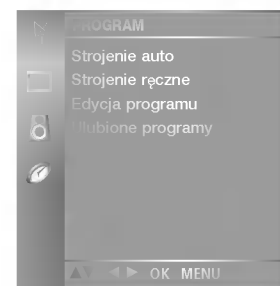 PROGRAM
Strojenie auto
Strojenie ręczne
Edycja programu
Ulubione programy
OK MENU